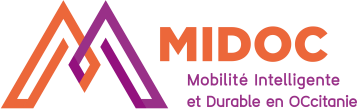 MIDOC
Mobilité Intelligente
et Durable en OCcitanie